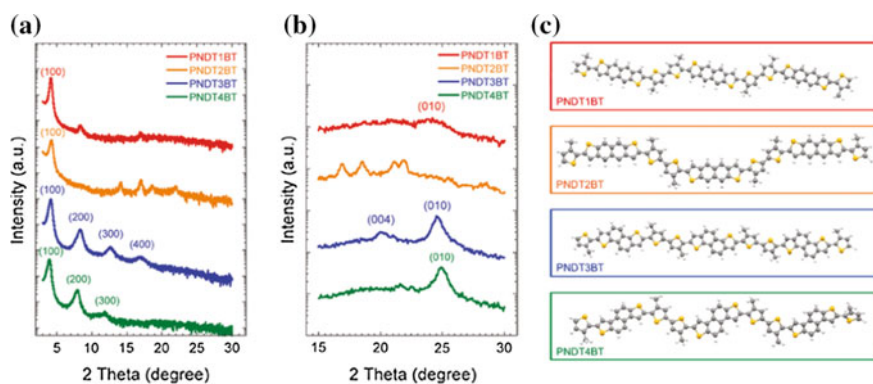 (a)
PNDT1BT
PNDT2BT
PNDT3BT
PNDT4BT
(100)
(100)
(100)
(200)
(300)
(400)
(100)
(200)
(300)
Intensity (a.u.)
5 10 15 20 25 30
2 Theta (degree)
(b)
PNDT1BT
PNDT2BT
PNDT3BT
PNDT4BT
(010)
(004)
(010)
(010)
Intensity (a.u.)
15 20 25 30
2 Theta (degree)
(c)
PNDT1BT
PNDT2BT
PNDT3BT
PNDT4BT